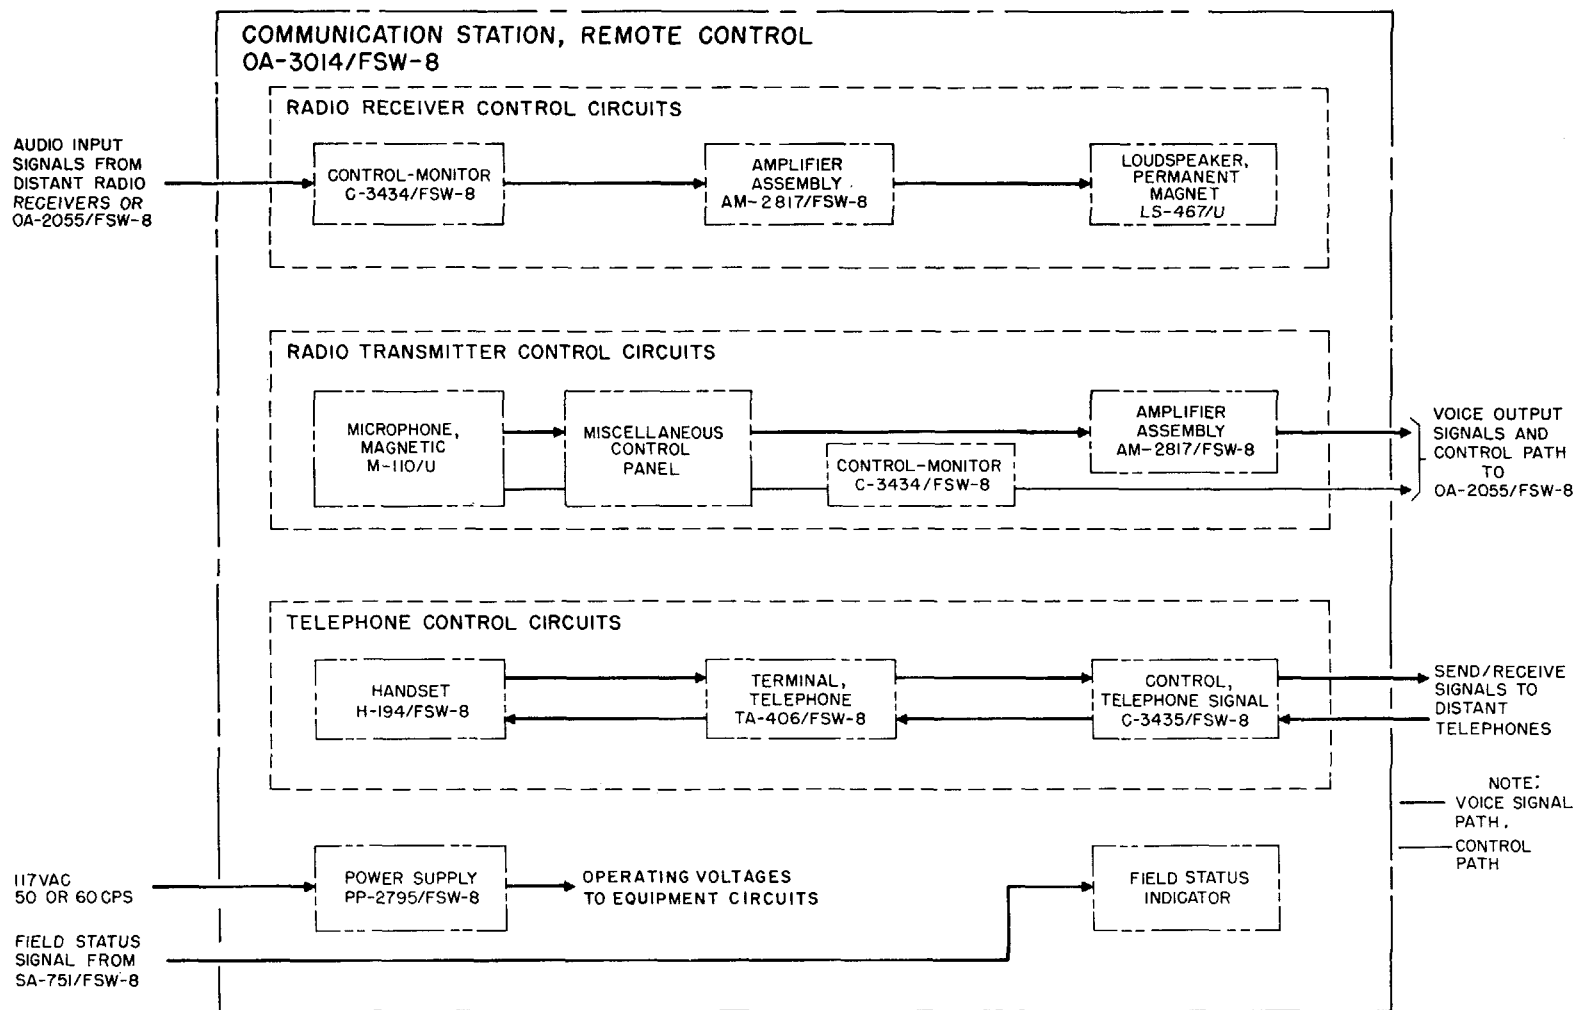 COMMUNICATION STATION, REMOTE CONTROL
OA-3014/FSW-8
RADIO RECEIVER CONTROL CIRCUITS
AUDIO INPUT
SIGNALS FROM
DISTANT RADIO
RECEIVERS OR
OA-2055/FSW-8
CONTROL-MONITOR
C-3434/FSW-8
AMPLIFIER
ASSEMBLY
AM-2817/FSW-8
LOUDSPEAKER,
PERMANENT
MAGNET
LS-467/U
RADIO TRANSMITTER CONTROL CIRCUITS
MICROPHONE,
MAGNETIC
M-110/U
MISCELLANEOUS
CONTROL
PANEL
CONTROL-MONITOR
C-3434/FSW-8
AMPLIFIER
ASSEMBLY
AM-2817/FSW-8
VOICE OUTPUT
SIGNALS AND
CONTROL PATH
TO
OA-2055/FSW-8
TELEPHONE CONTROL CIRCUITS
HANDSET
H-194/FSW-8
TERMINAL,
TELEPHONE
TA-406/FSW-8
CONTROL,
TELEPHONE SIGNAL
C-3435/FSW-8
SEND/RECEIVE
SIGNALS TO
DISTANT
TELEPHONES
NOTE:
VOICE SIGNAL
PATH.
CONTROL
PATH
117VAC
50 OR 60CPS
POWER SUPPLY
PP-2795/FSW-8
OPERATING VOLTAGES
TO EQUIPMENT CIRCUITS
FIELD STATUS
INDICATOR
FIELD STATUS
SIGNAL FROM
SA-751/FSW-8